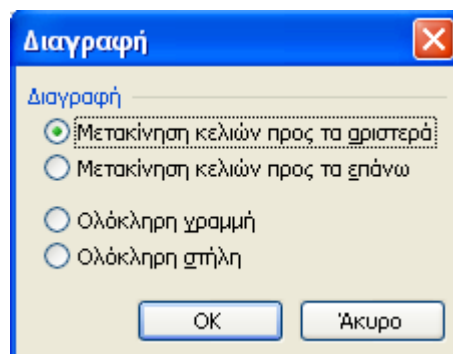 Διαγραφή
Διαγραφή
Μετακίνηση κελιών προς τα αριστερά
Μετακίνηση κελιών προς τα επάνω
Ολόκληρη γραμμή
Ολόκληρη στήλη
OK
Άκυρο